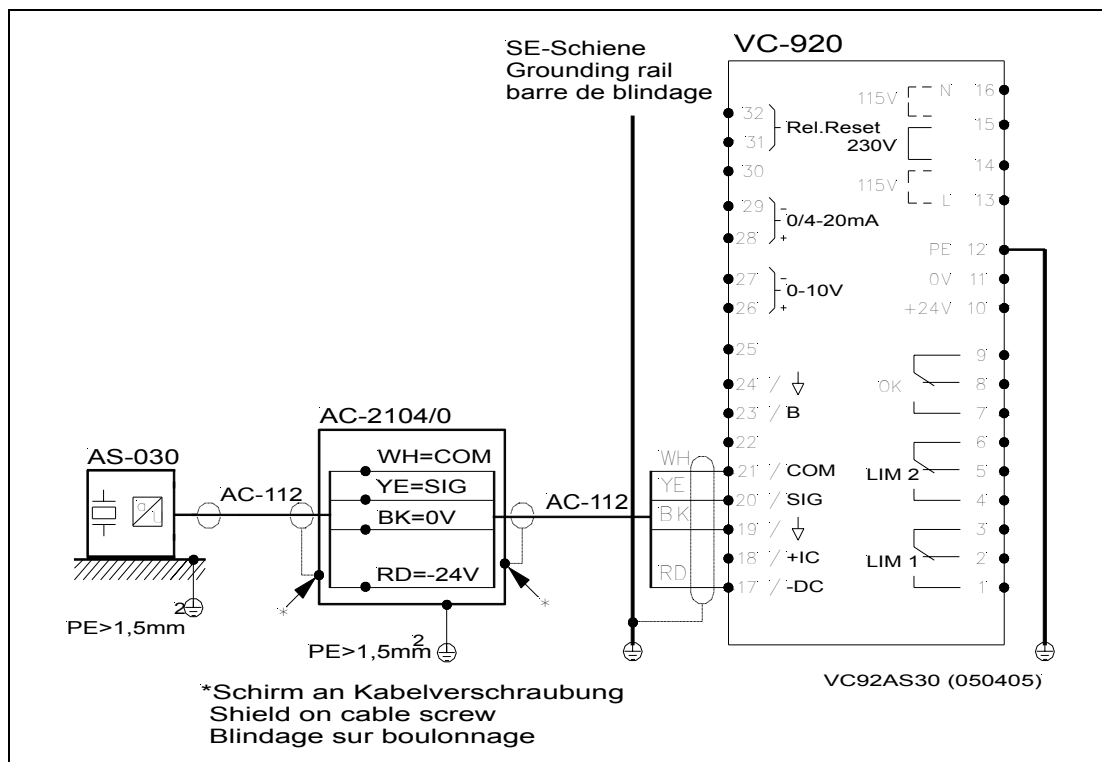 SE-Schiene
Grounding rail
barre de blindage
VC-920
32
31
Rel.Reset
30
29
-
0/4-20mA
28
+
27
-
0-10V
26
+
25
24 /
23 / B
22
21 / COM
20 / SIG
19 /
18 / +IC
17 / -DC
115V
N
16
15
230V
14
115V
L
13
PE
12
0V
11
+24V
10
9
OK
8
7
6
LIM 2
5
4
3
LIM 1
2
1
WH
YE
BK
RD
AS-030
AC-112
AC-2104/0
WH=COM
YE=SIG
BK=0V
RD=-24V
AC-112
*
*
PE>1,5mm2
PE>1,5mm2
*Schirm an Kabelverschraubung
Shield on cable screw
Blindage sur boulonnage
VC92AS30 (050405)